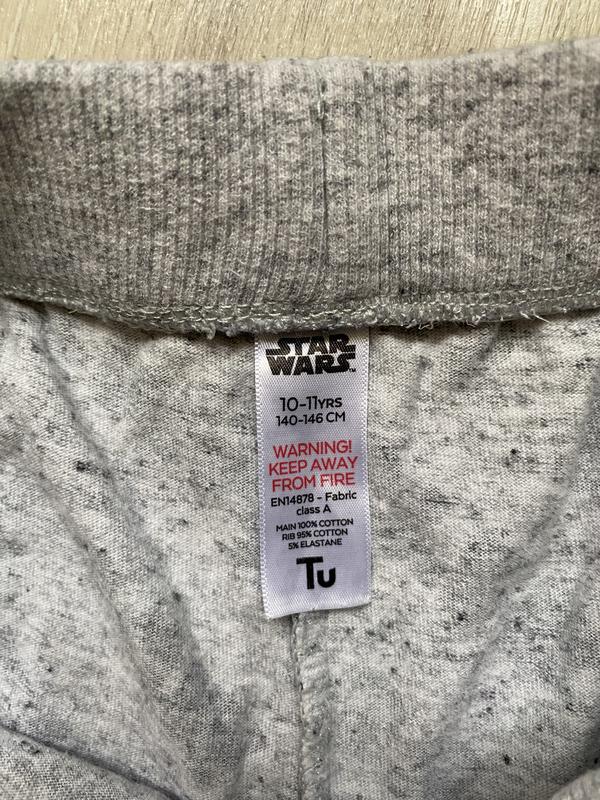 STAR
WARS™
10-11YRS
140-146 CM
WARNING!
KEEP AWAY
FROM FIRE
EN14878 - Fabric
class A
MAIN 100% COTTON
RIB 95% COTTON
5% ELASTANE
Tu